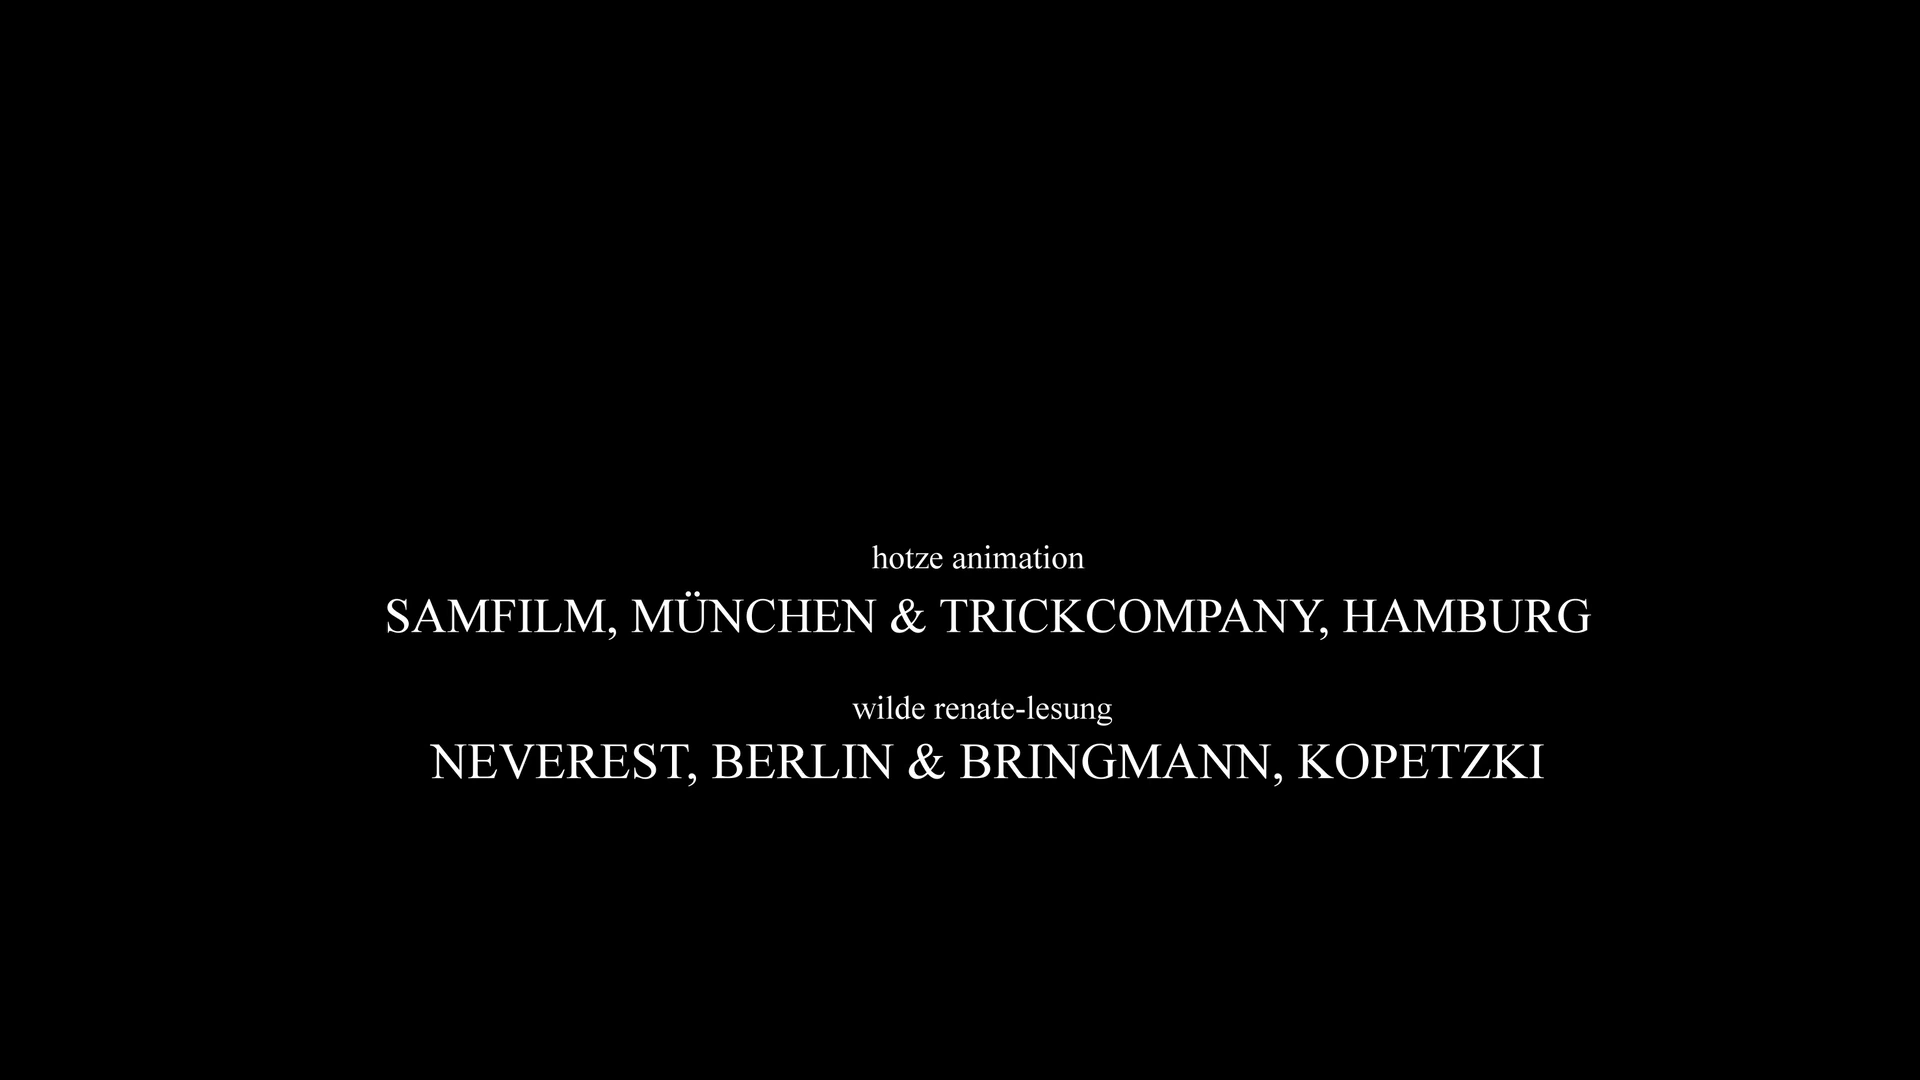 hotze animation
SAMFILM, MÜNCHEN & TRICKCOMPANY, HAMBURG
wilde renate-lesung
NEVEREST, BERLIN & BRINGMANN, KOPETZKI